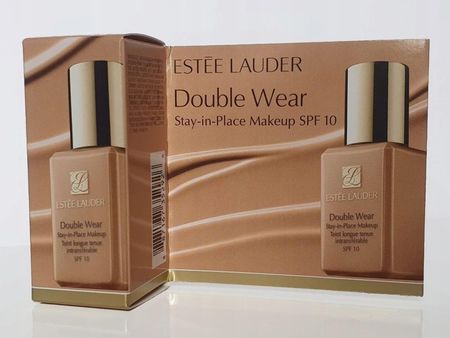 ESTĒE LAUDER
Double Wear
Stay-in-Place Makeup SPF 10
ESTĒE LAUDER
Double Wear
Stay-in-Place Makeup
Teint longue tenue
intransférable
SPF 10
ESTĒE LAUDER
Double Wear
Stay-in-Place Makeup
Teint longue tenue
intransférable
SPF 10